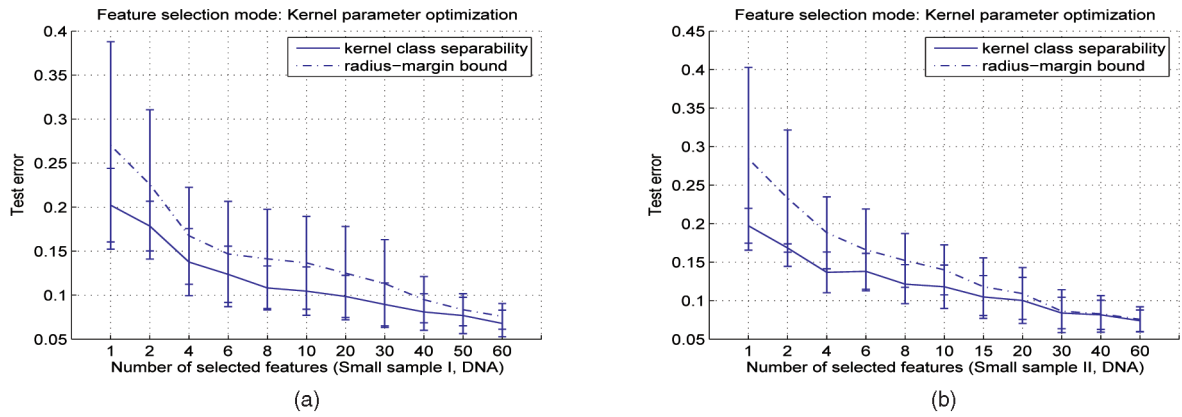 Feature selection mode: Kernel parameter optimization
0.4
0.35
0.3
0.25
0.2
0.15
0.1
0.05
Test error
kernel class separability
radius−margin bound
1 2 4 6 8 10 20 30 40 50 60
Number of selected features (Small sample I, DNA)
(a)
Feature selection mode: Kernel parameter optimization
0.45
0.4
0.35
0.3
0.25
0.2
0.15
0.1
0.05
Test error
kernel class separability
radius−margin bound
1 2 4 6 8 10 15 20 30 40 60
Number of selected features (Small sample II, DNA)
(b)